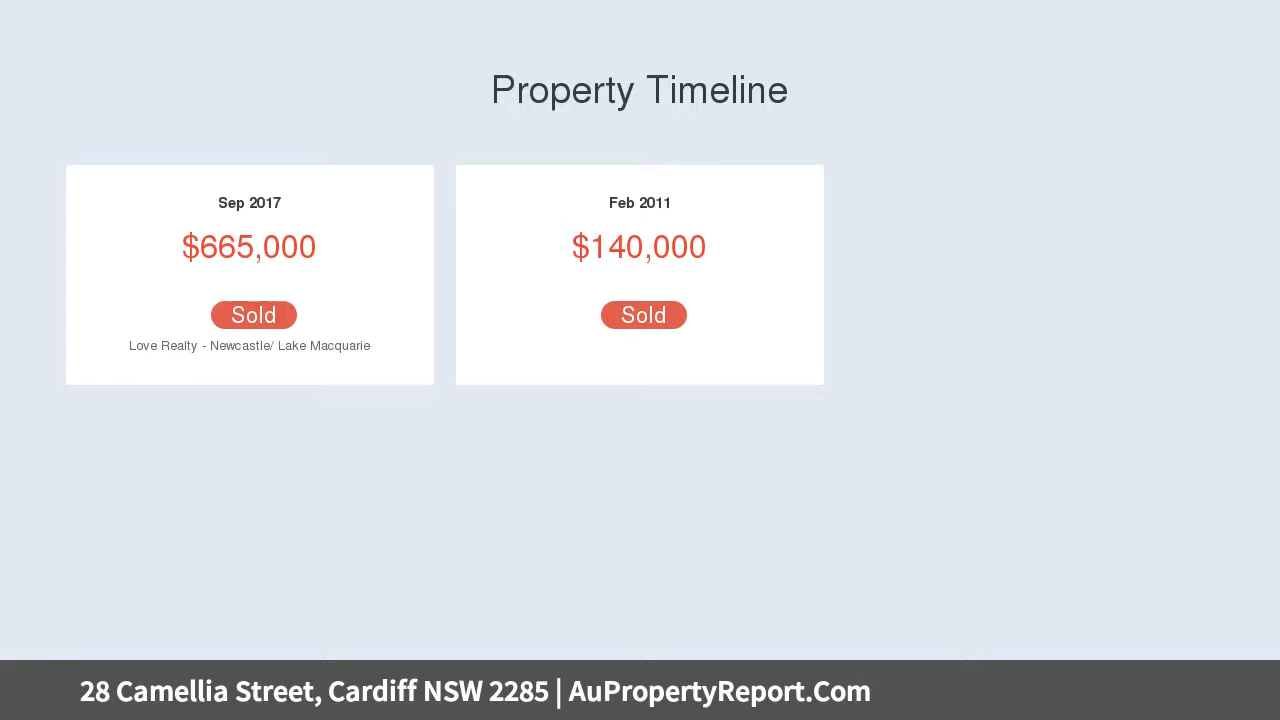 Property Timeline
Sep 2017
$665,000
Sold
Love Realty - Newcastle/ Lake Macquarie
Feb 2011
$140,000
Sold
28 Camellia Street, Cardiff NSW 2285 | AuPropertyReport.Com